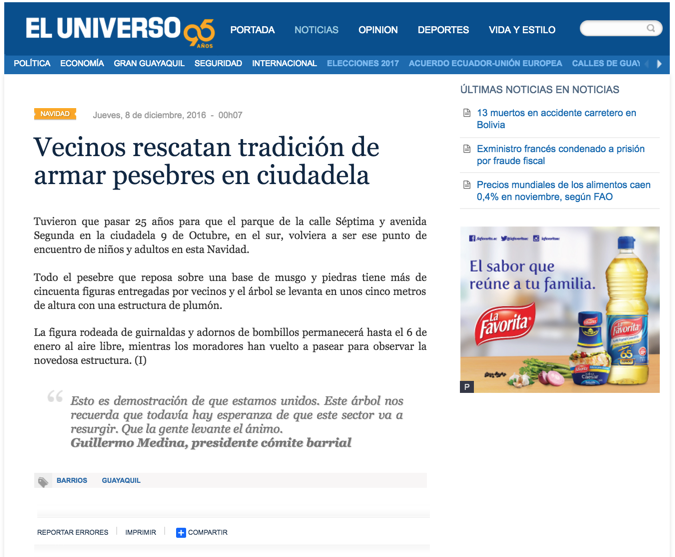 EL UNIVERSO 95 AÑOS
PORTADA NOTICIAS OPINION DEPORTES VIDA Y ESTILO
POLÍTICA ECONOMÍA GRAN GUAYAQUIL SEGURIDAD INTERNACIONAL ELECCIONES 2017 ACUERDO ECUADOR-UNIÓN EUROPEA CALLES DE GUAY
NAVIDAD Jueves, 8 de diciembre, 2016 - 00h07
Vecinos rescatan tradición de
armar pesebres en ciudadela
Tuvieron que pasar 25 años para que el parque de la calle Séptima y avenida
Segunda en la ciudadela 9 de Octubre, en el sur, volviera a ser ese punto de
encuentro de niños y adultos en esta Navidad.
Todo el pesebre que reposa sobre una base de musgo y piedras tiene más de
cincuenta figuras entregadas por vecinos y el árbol se levanta en unos cinco metros
de altura con una estructura de plumón.
La figura rodeada de guirnaldas y adornos de bombillos permanecerá hasta el 6 de
enero al aire libre, mientras los moradores han vuelto a pasear para observar la
novedosa estructura. (I)
“ Esto es demostración de que estamos unidos. Este árbol nos
recuerda que todavía hay esperanza de que este sector va a
resurgir. Que la gente levante el ánimo.
Guillermo Medina, presidente cómite barrial
BARRIOS GUAYAQUIL
REPORTAR ERRORES IMPRIMIR COMPARTIR
ÚLTIMAS NOTICIAS EN NOTICIAS
13 muertos en accidente carretero en
Bolivia
Exministro francés condenado a prisión
por fraude fiscal
Precios mundiales de los alimentos caen
0,4% en noviembre, según FAO
El sabor que
reúne a tu familia.
La
Favorita
La
Favorita
P